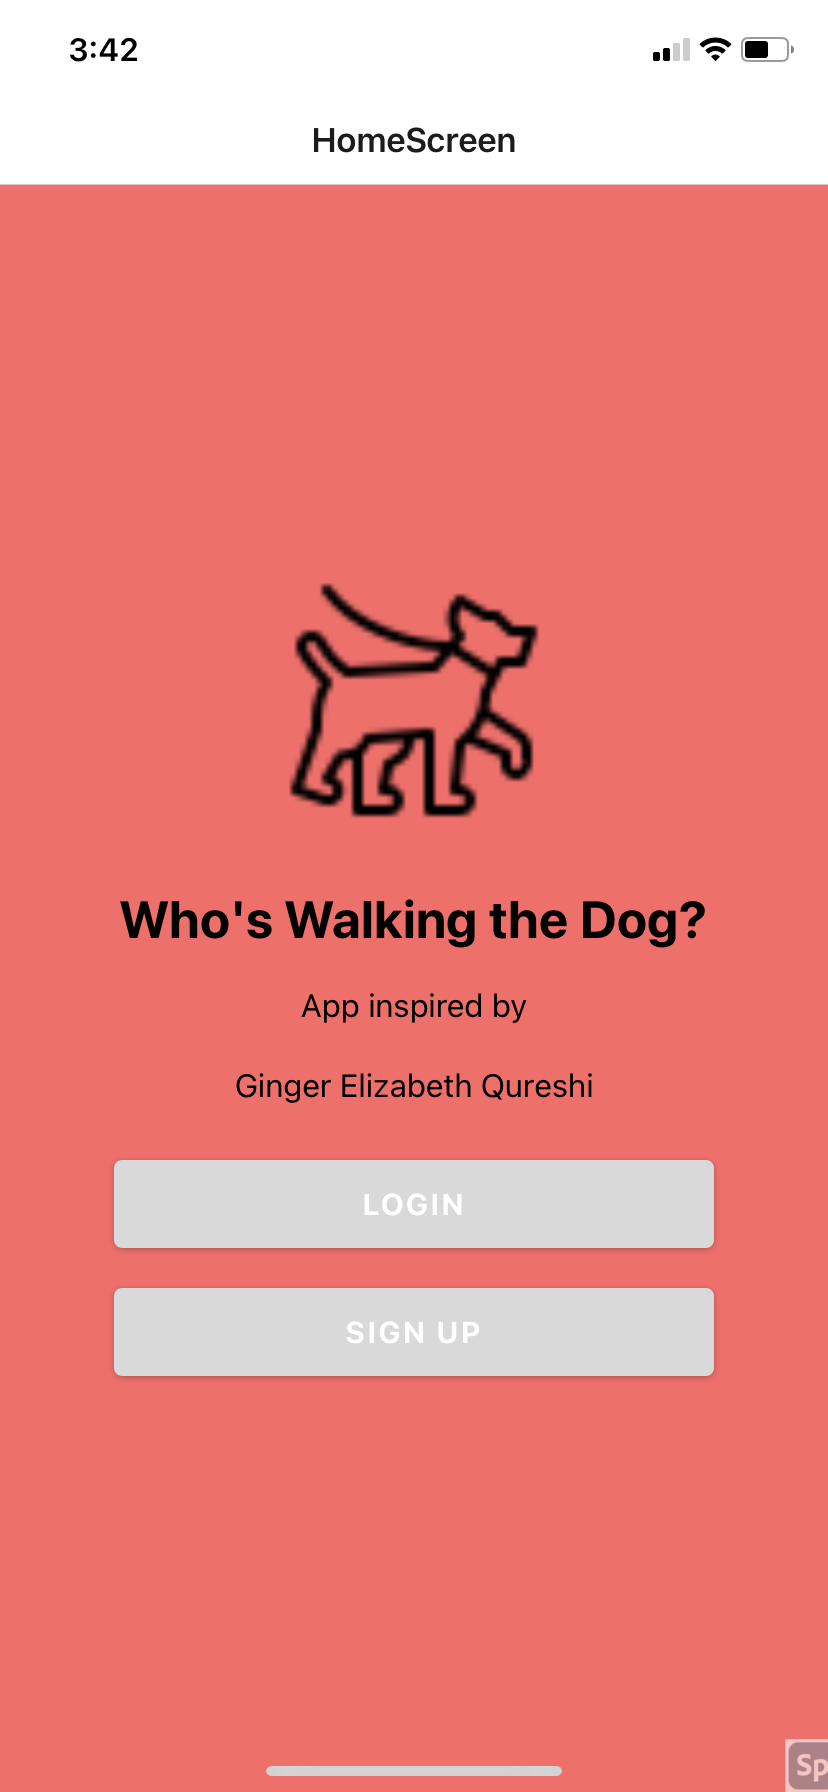 3:42
HomeScreen
Who's Walking the Dog?
App inspired by
Ginger Elizabeth Qureshi
LOGIN
SIGN UP
Sp